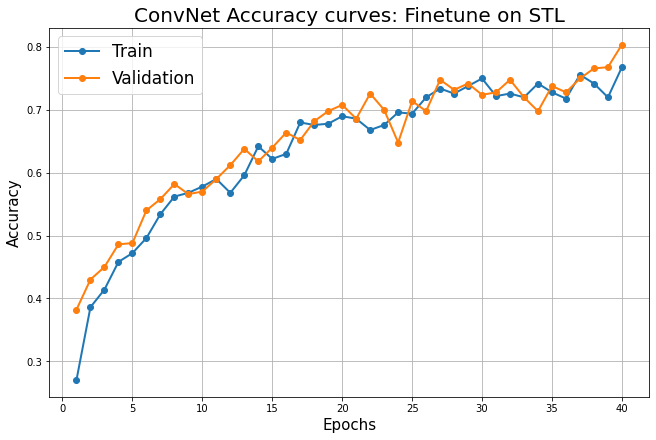 ConvNet Accuracy curves: Finetune on STL
Train
Validation
Accuracy
0.8
0.7
0.6
0.5
0.4
0.3
0 5 10 15 20 25 30 35 40
Epochs